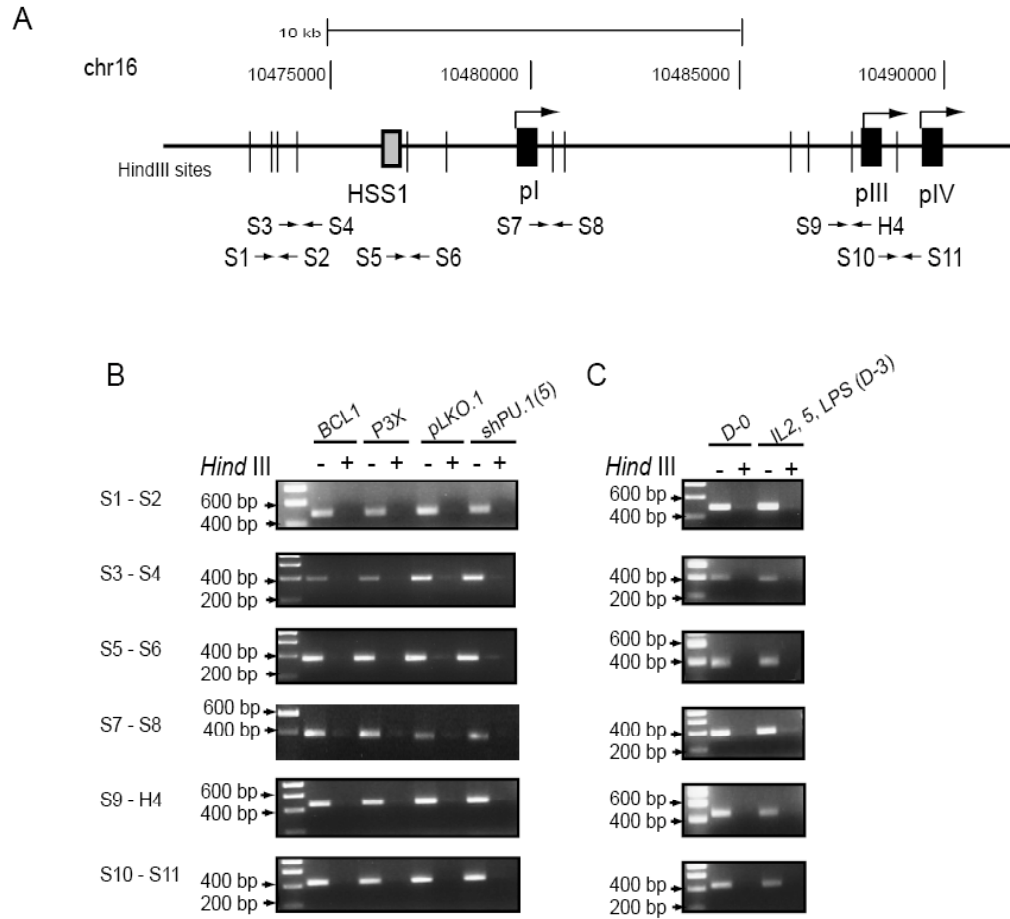 A
10 kb
chr16
10475000 10480000 10485000 10490000
HindIII sites
HSS1 pI pIII pIV
S3 S4 S7 S8 S9 H4
S1 S2 S5 S6 S10 S11
B
BCL1 P3X pLKO.1 shPU.1(5)
Hind III - + - + - + - +
S1 - S2
600 bp
400 bp
S3 - S4
400 bp
200 bp
S5 - S6
400 bp
200 bp
S7 - S8
600 bp
400 bp
S9 - H4
600 bp
400 bp
S10 - S11
400 bp
200 bp
C
D-0 IL2, 5, LPS (D-3)
- + - +
600 bp
400 bp
400 bp
200 bp
600 bp
400 bp
400 bp
200 bp
600 bp
400 bp
400 bp
200 bp